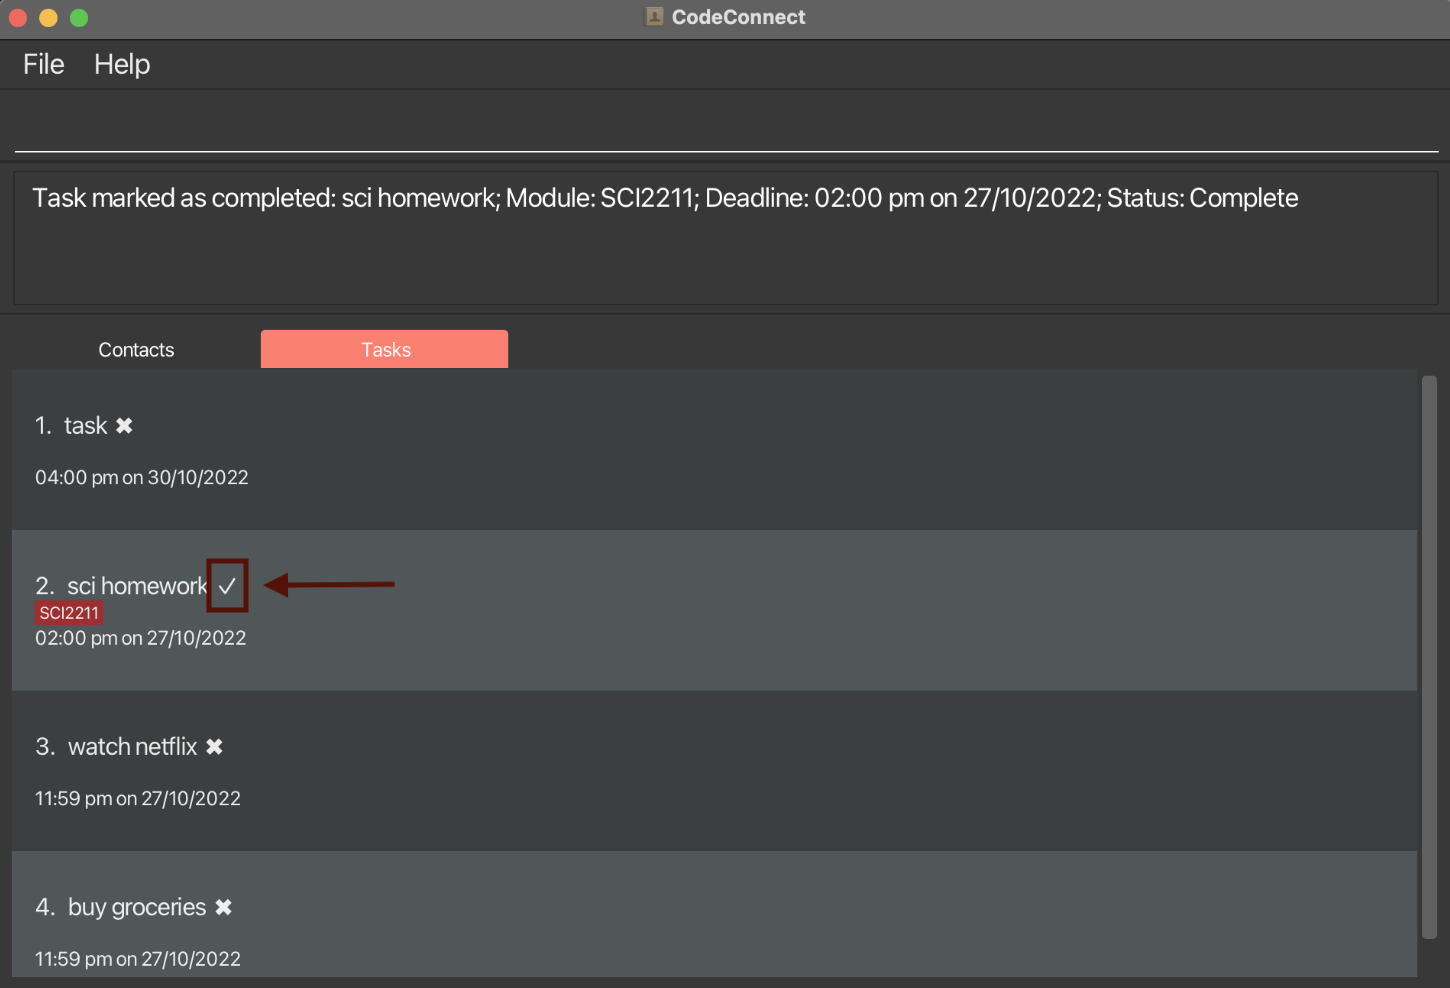 CodeConnect
File Help
Task marked as completed: sci homework; Module: SCI2211; Deadline: 02:00 pm on 27/10/2022; Status: Complete
Contacts Tasks
1. task ✖
04:00 pm on 30/10/2022
2. sci homework ✓
SCI2211
02:00 pm on 27/10/2022
3. watch netflix ✖
11:59 pm on 27/10/2022
4. buy groceries ✖
11:59 pm on 27/10/2022